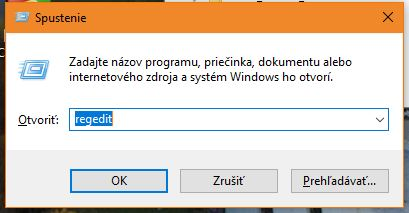 Spustenie
Zadajte názov programu, priečinka, dokumentu alebo
internetového zdroja a systém Windows ho otvorí.
Otvoriť: regedit
OK Zrušiť Prehľadávať...